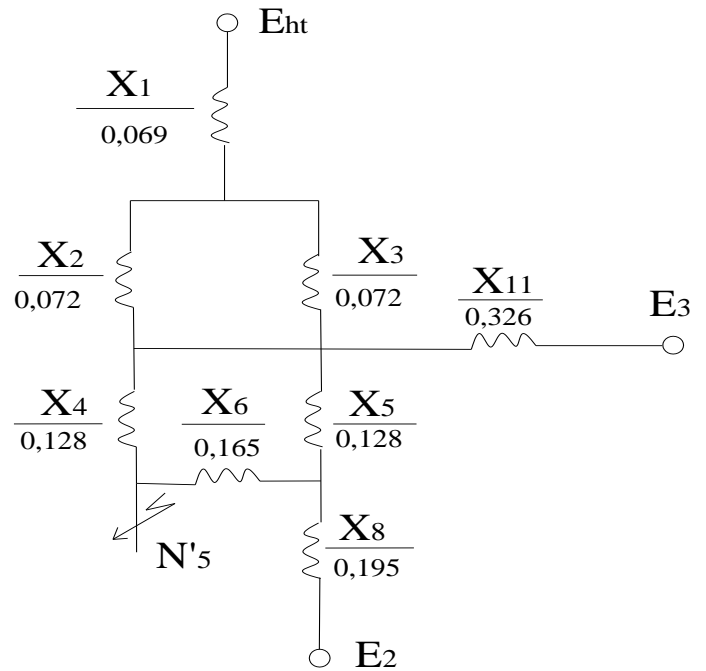 Eht
X1
0,069
X2
0,072
X3
0,072
X11
0,326
E3
X4
0,128
X6
0,165
X5
0,128
N'5
X8
0,195
E2